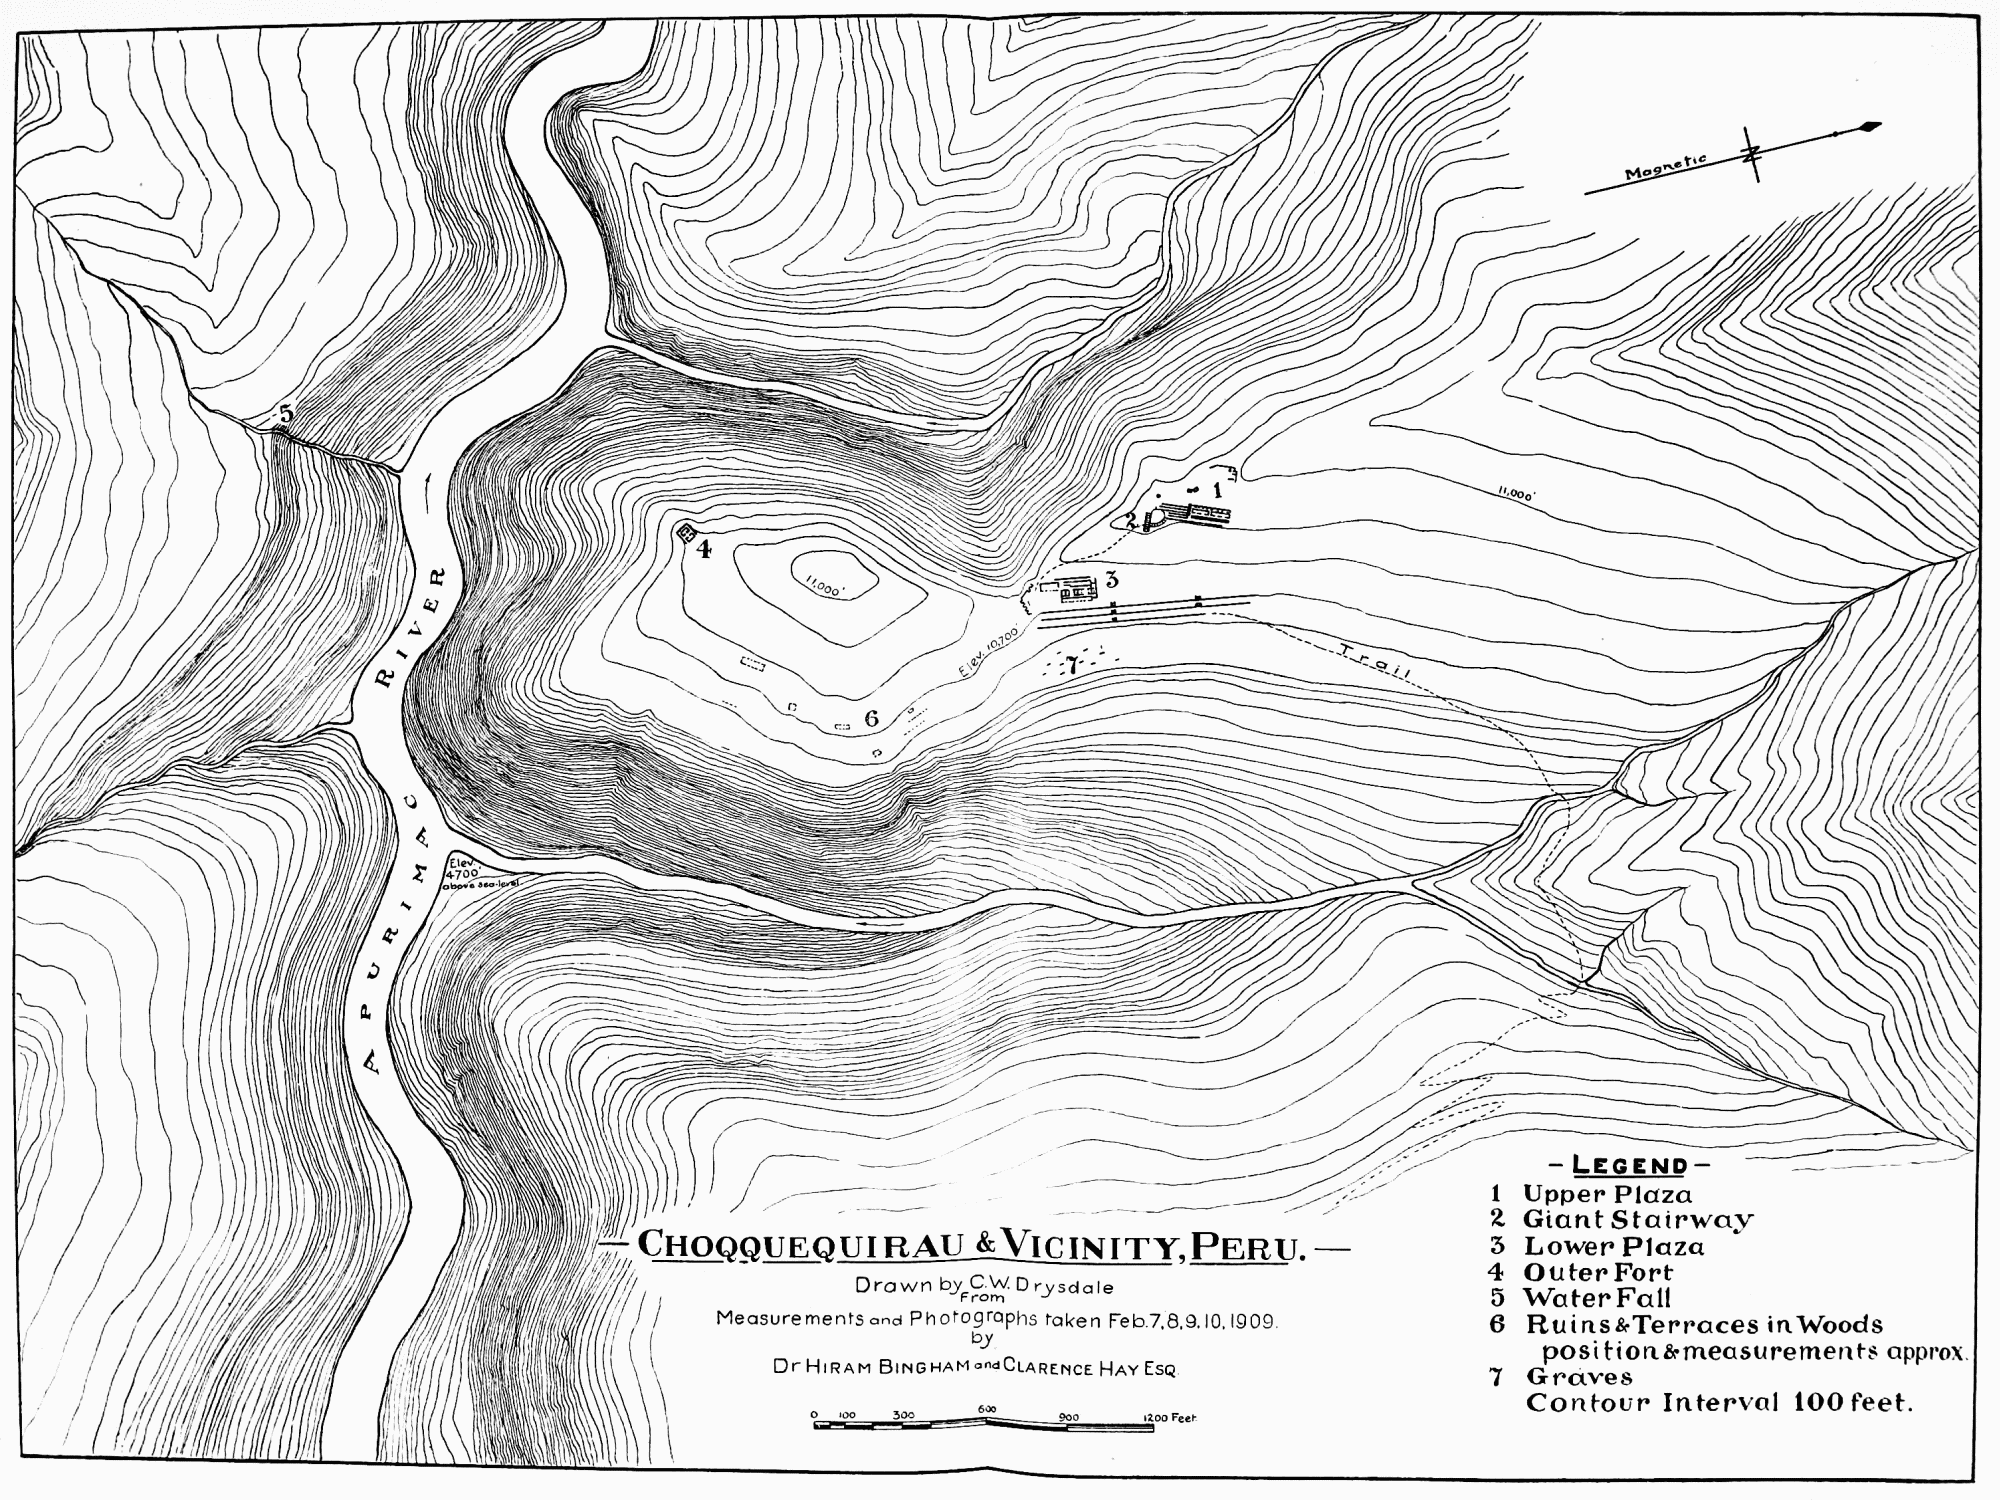 Magnetic
N
5
1
11,000'
2
4
11,000'
3
RIVER
Elev. 10,700'
7
Trail
6
Elev.
4700'
above sea-level
APURIMAC
-LEGEND-
1 Upper Plaza
2 Giant Stairway
3 Lower Plaza
4 Outer Fort
5 Water Fall
6 Ruins & Terraces in Woods
position & measurements approx.
7 Graves
Contour Interval 100 feet.
— CHOQQUEQUIRAU & VICINITY, PERU. —
Drawn by C.W. Drysdale
From
Measurements and Photographs taken Feb. 7, 8, 9, 10, 1909.
by
Dr HIRAM BINGHAM and CLARENCE HAY ESQ.
0 100 300 600 900 1200 Feet